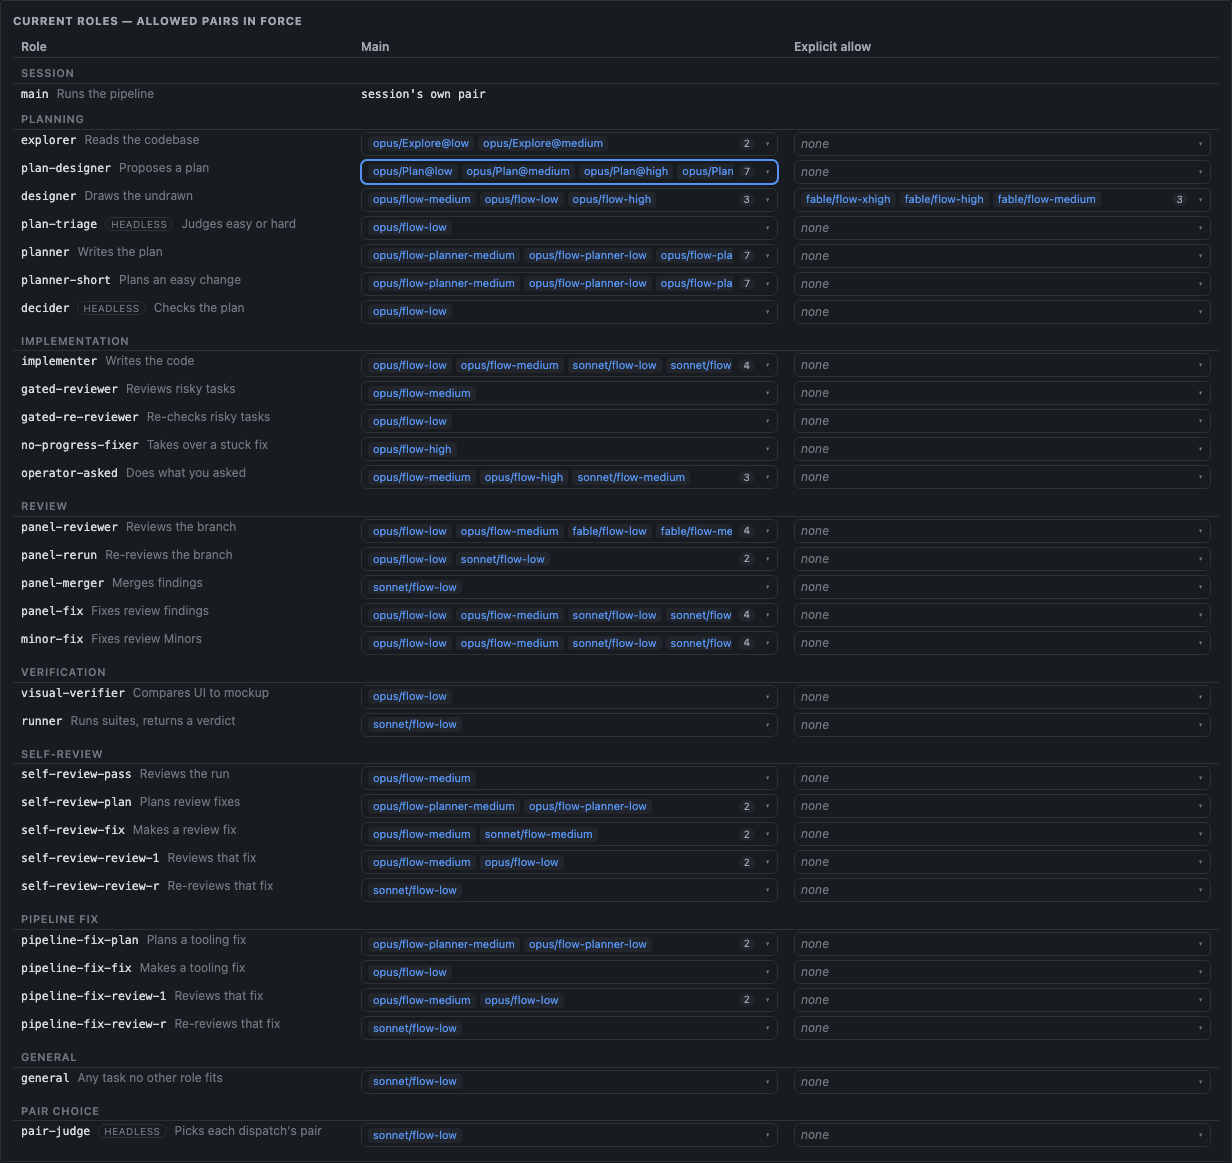 CURRENT ROLES — ALLOWED PAIRS IN FORCE
Role Main Explicit allow
SESSION
main Runs the pipeline session's own pair
PLANNING
explorer Reads the codebase opus/Explore@low opus/Explore@medium 2 none
plan-designer Proposes a plan opus/Plan@low opus/Plan@medium opus/Plan@high opus/Plan 7 none
designer Draws the undrawn opus/flow-medium opus/flow-low opus/flow-high 3 fable/flow-xhigh fable/flow-high fable/flow-medium 3
plan-triage HEADLESS Judges easy or hard opus/flow-low none
planner Writes the plan opus/flow-planner-medium opus/flow-planner-low opus/flow-pla 7 none
planner-short Plans an easy change opus/flow-planner-medium opus/flow-planner-low opus/flow-pla 7 none
decider HEADLESS Checks the plan opus/flow-low none
IMPLEMENTATION
implementer Writes the code opus/flow-low opus/flow-medium sonnet/flow-low sonnet/flow 4 none
gated-reviewer Reviews risky tasks opus/flow-medium none
gated-re-reviewer Re-checks risky tasks opus/flow-low none
no-progress-fixer Takes over a stuck fix opus/flow-high none
operator-asked Does what you asked opus/flow-medium opus/flow-high sonnet/flow-medium 3 none
REVIEW
panel-reviewer Reviews the branch opus/flow-low opus/flow-medium fable/flow-low fable/flow-me 4 none
panel-rerun Re-reviews the branch opus/flow-low sonnet/flow-low 2 none
panel-merger Merges findings sonnet/flow-low none
panel-fix Fixes review findings opus/flow-low opus/flow-medium sonnet/flow-low sonnet/flow 4 none
minor-fix Fixes review Minors opus/flow-low opus/flow-medium sonnet/flow-low sonnet/flow 4 none
VERIFICATION
visual-verifier Compares UI to mockup opus/flow-low none
runner Runs suites, returns a verdict sonnet/flow-low none
SELF-REVIEW
self-review-pass Reviews the run opus/flow-medium none
self-review-plan Plans review fixes opus/flow-planner-medium opus/flow-planner-low 2 none
self-review-fix Makes a review fix opus/flow-medium sonnet/flow-medium 2 none
self-review-review-1 Reviews that fix opus/flow-medium opus/flow-low 2 none
self-review-review-r Re-reviews that fix sonnet/flow-low none
PIPELINE FIX
pipeline-fix-plan Plans a tooling fix opus/flow-planner-medium opus/flow-planner-low 2 none
pipeline-fix-fix Makes a tooling fix opus/flow-low none
pipeline-fix-review-1 Reviews that fix opus/flow-medium opus/flow-low 2 none
pipeline-fix-review-r Re-reviews that fix sonnet/flow-low none
GENERAL
general Any task no other role fits sonnet/flow-low none
PAIR CHOICE
pair-judge HEADLESS Picks each dispatch's pair sonnet/flow-low none